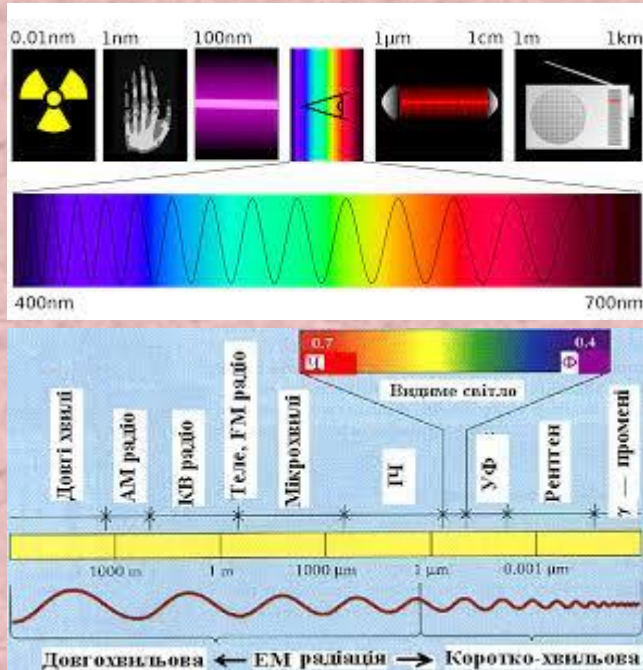 0.01nm 1nm 100nm 1µm 1cm 1m 1km
400nm 700nm
0.7 0.4
Ч Ф
Видиме світло
Довгі хвилі
АМ радіо
КВ радіо
Теле, FM радіо
Мікрохвилі
ІЧ
УФ
Рентген
γ — промені
1000 m 1 m 1000 µm 1 µm 0.001 µm
Довгохвильова ЕМ радіація Коротко-хвильова